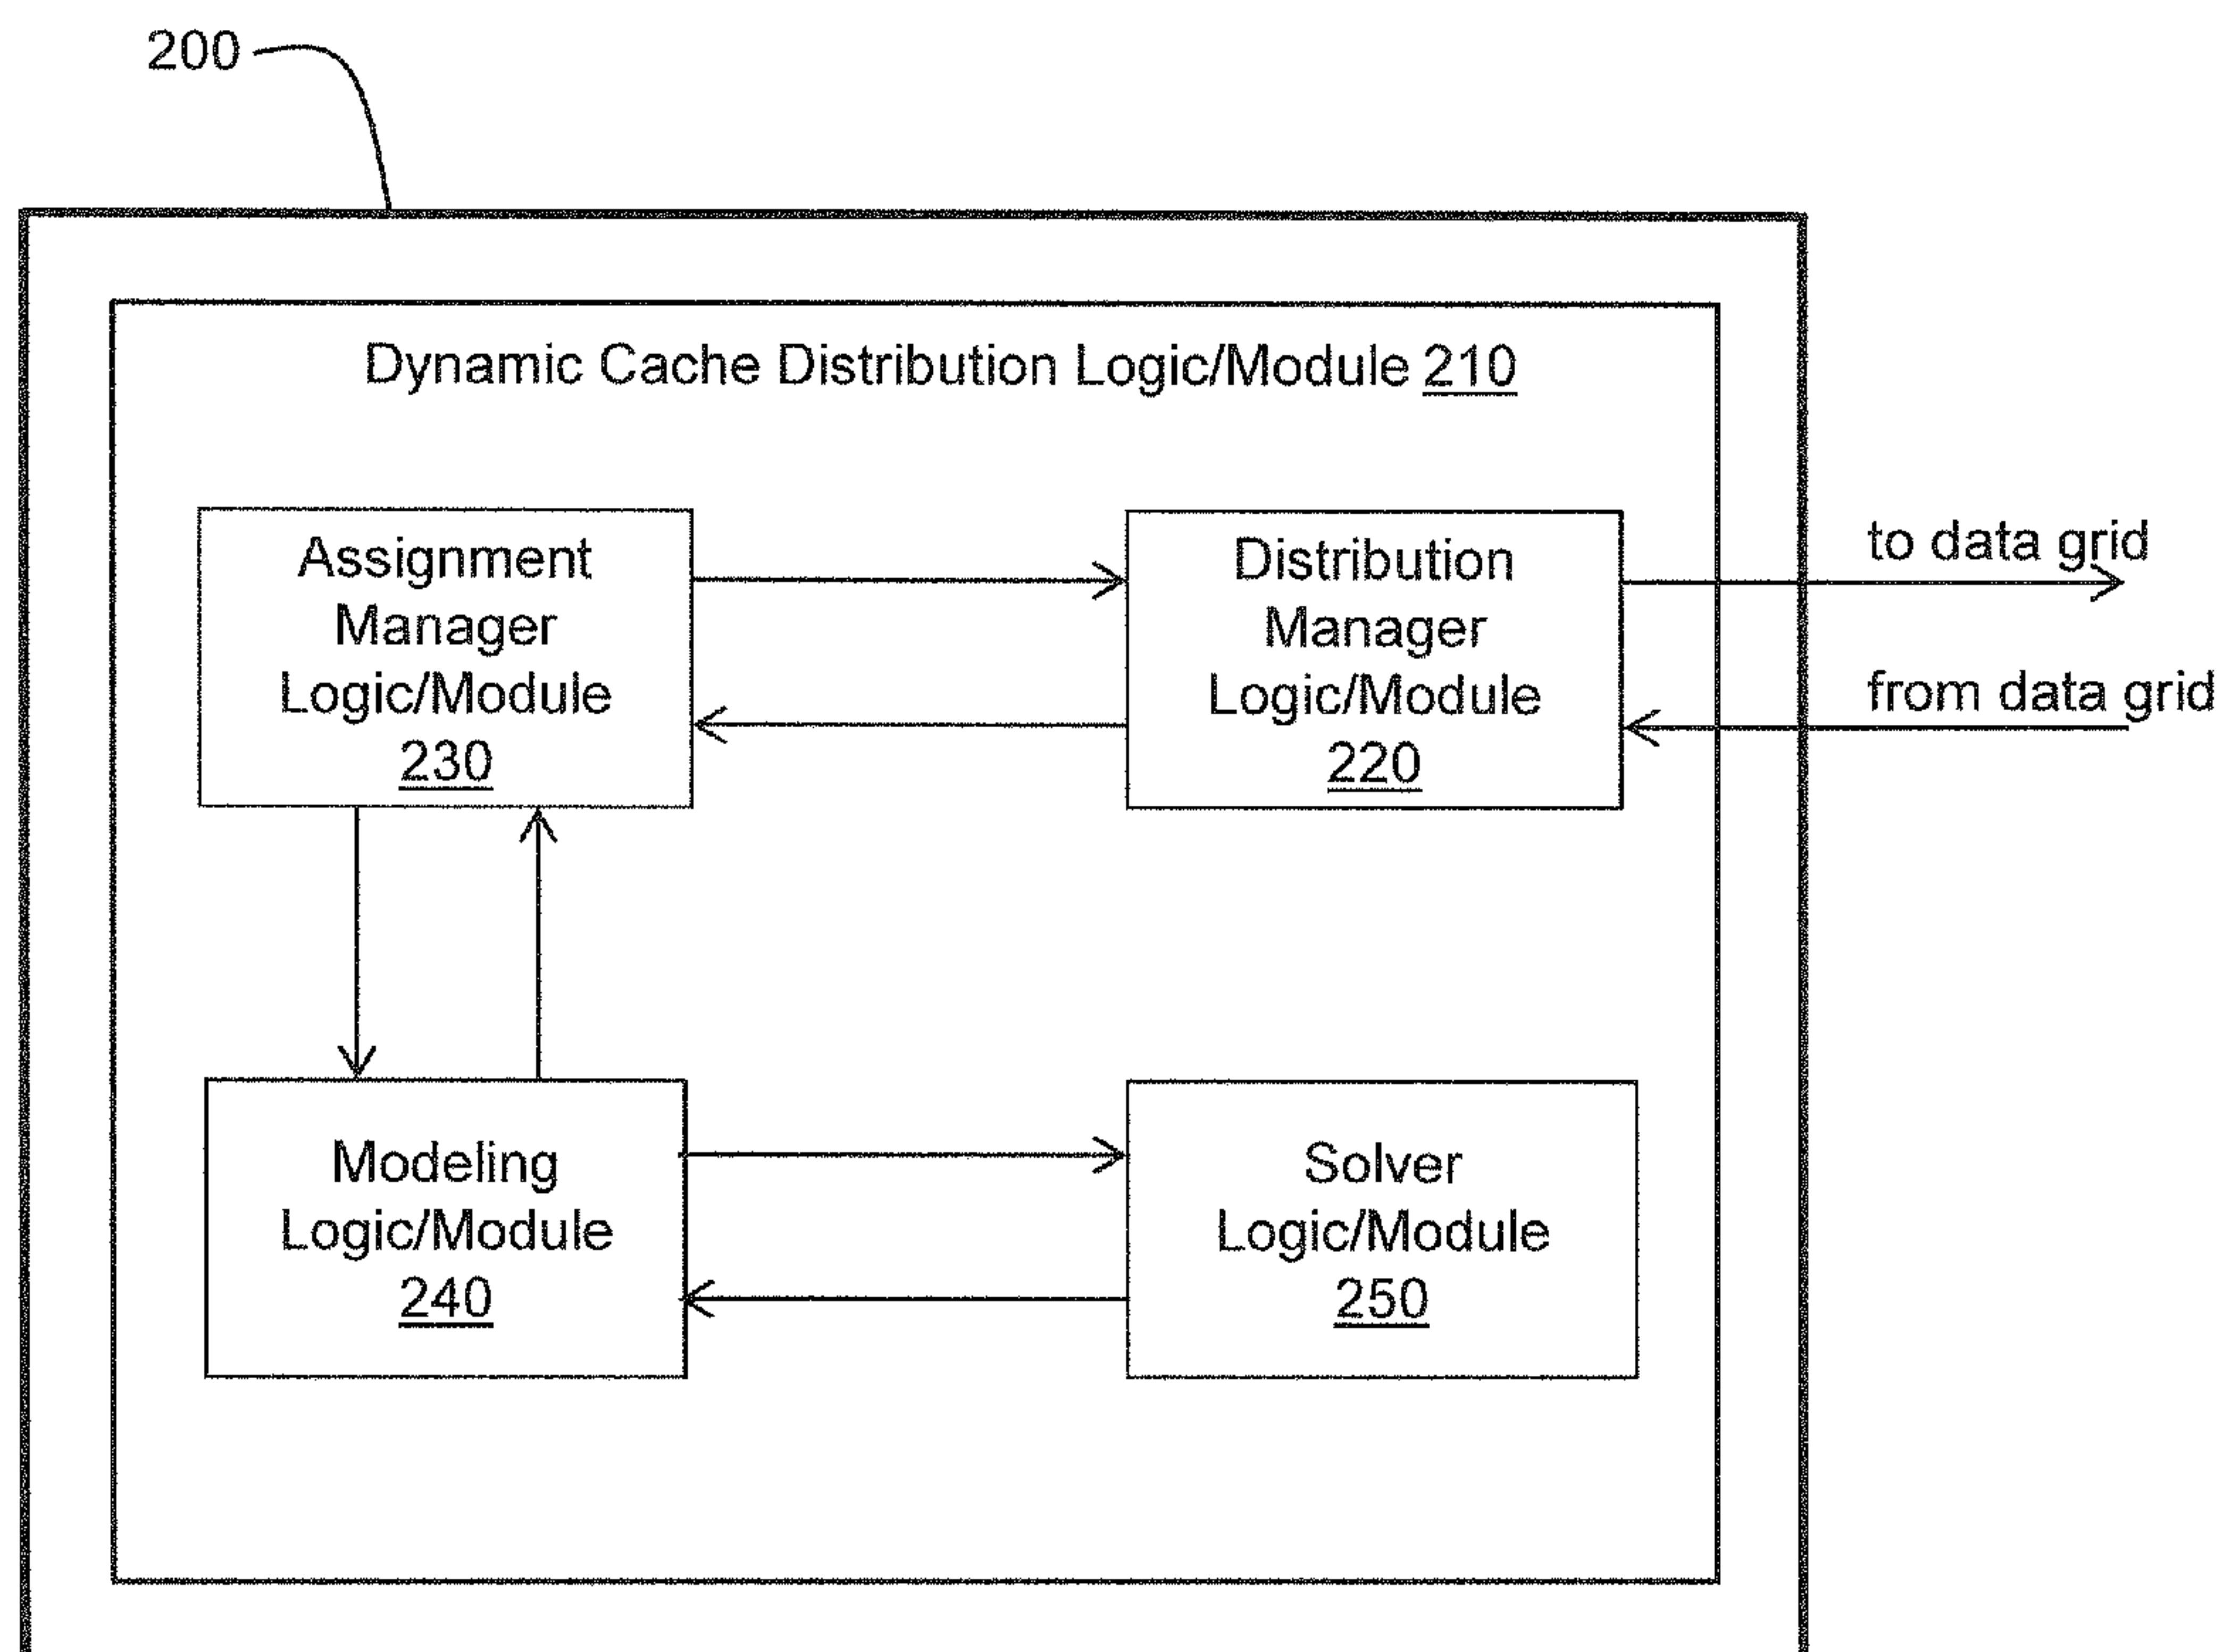 200
Dynamic Cache Distribution Logic/Module 210
Assignment
Manager
Logic/Module
230
Distribution
Manager
Logic/Module
220
to data grid
from data grid
Modeling
Logic/Module
240
Solver
Logic/Module
250